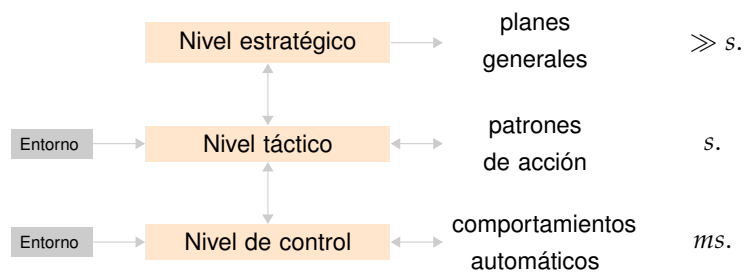 Nivel estratégico
planes
generales
≫ s.
Entorno
Nivel táctico
patrones
de acción
s.
Entorno
Nivel de control
comportamientos
automáticos
ms.